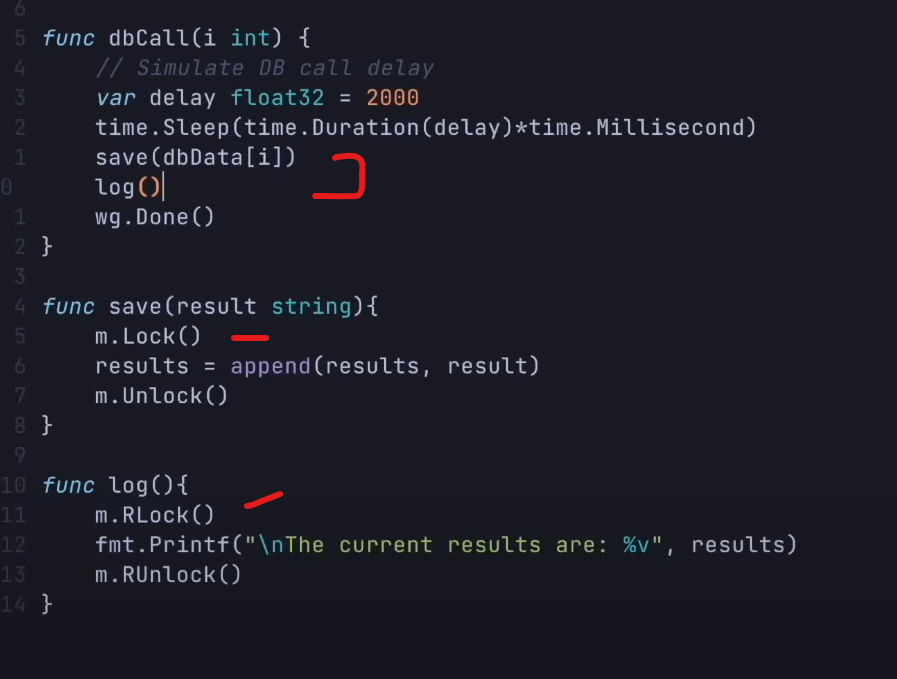 6
5 func dbCall(i int) {
4     // Simulate DB call delay
3     var delay float32 = 2000
2     time.Sleep(time.Duration(delay)*time.Millisecond)
1     save(dbData[i])
0     log()
1     wg.Done()
2 }
3
4 func save(result string){
5     m.Lock()
6     results = append(results, result)
7     m.Unlock()
8 }
9
10 func log(){
11     m.RLock()
12     fmt.Printf("\nThe current results are: %v", results)
13     m.RUnlock()
14 }